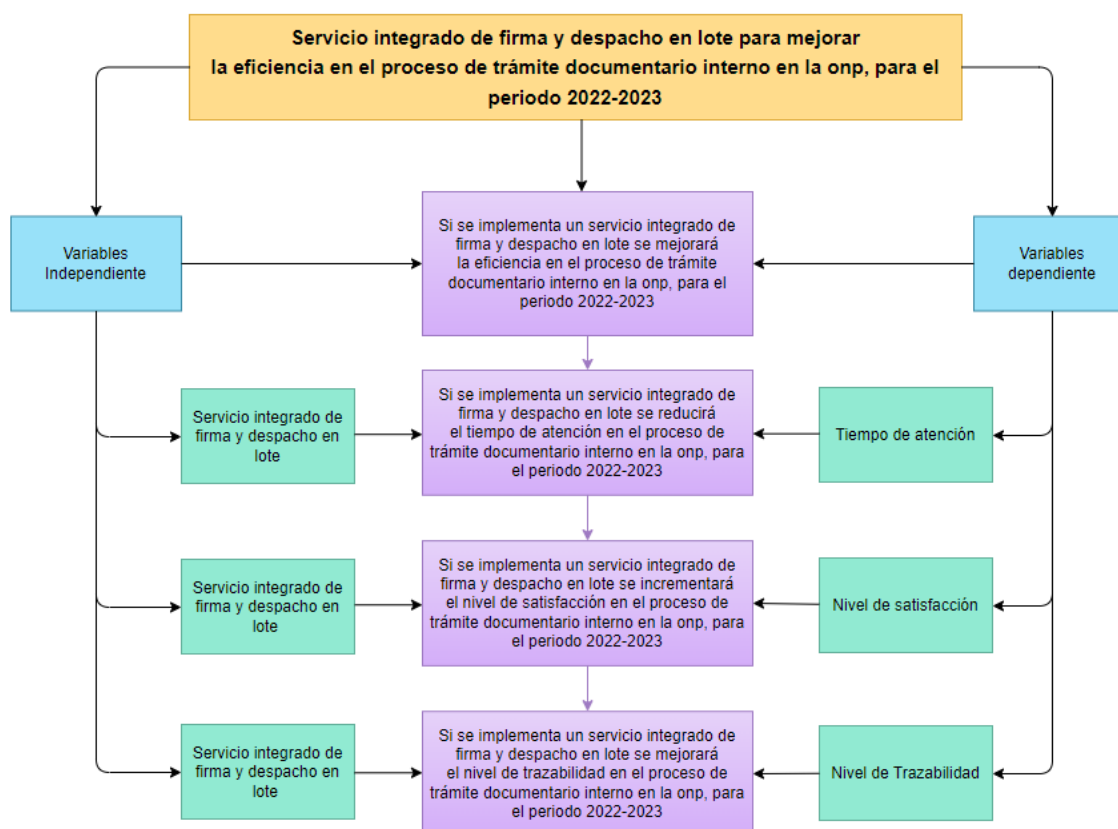 Servicio integrado de firma y despacho en lote para mejorar
la eficiencia en el proceso de trámite documentario interno en la onp, para el
periodo 2022-2023
Variables
Independiente
Si se implementa un servicio integrado de
firma y despacho en lote se mejorará
la eficiencia en el proceso de trámite
documentario interno en la onp, para el
periodo 2022-2023
Variables
dependiente
Servicio integrado de
firma y despacho en
lote
Si se implementa un servicio integrado de
firma y despacho en lote se reducirá
el tiempo de atención en el proceso de
trámite documentario interno en la onp, para
el periodo 2022-2023
Tiempo de atención
Servicio integrado de
firma y despacho en
lote
Si se implementa un servicio integrado de
firma y despacho en lote se incrementará
el nivel de satisfacción en el proceso de
trámite documentario interno en la onp, para
el periodo 2022-2023
Nivel de satisfacción
Servicio integrado de
firma y despacho en
lote
Si se implementa un servicio integrado de
firma y despacho en lote se mejorará
el nivel de trazabilidad en el proceso de
trámite documentario interno en la onp, para
el periodo 2022-2023
Nivel de Trazabilidad